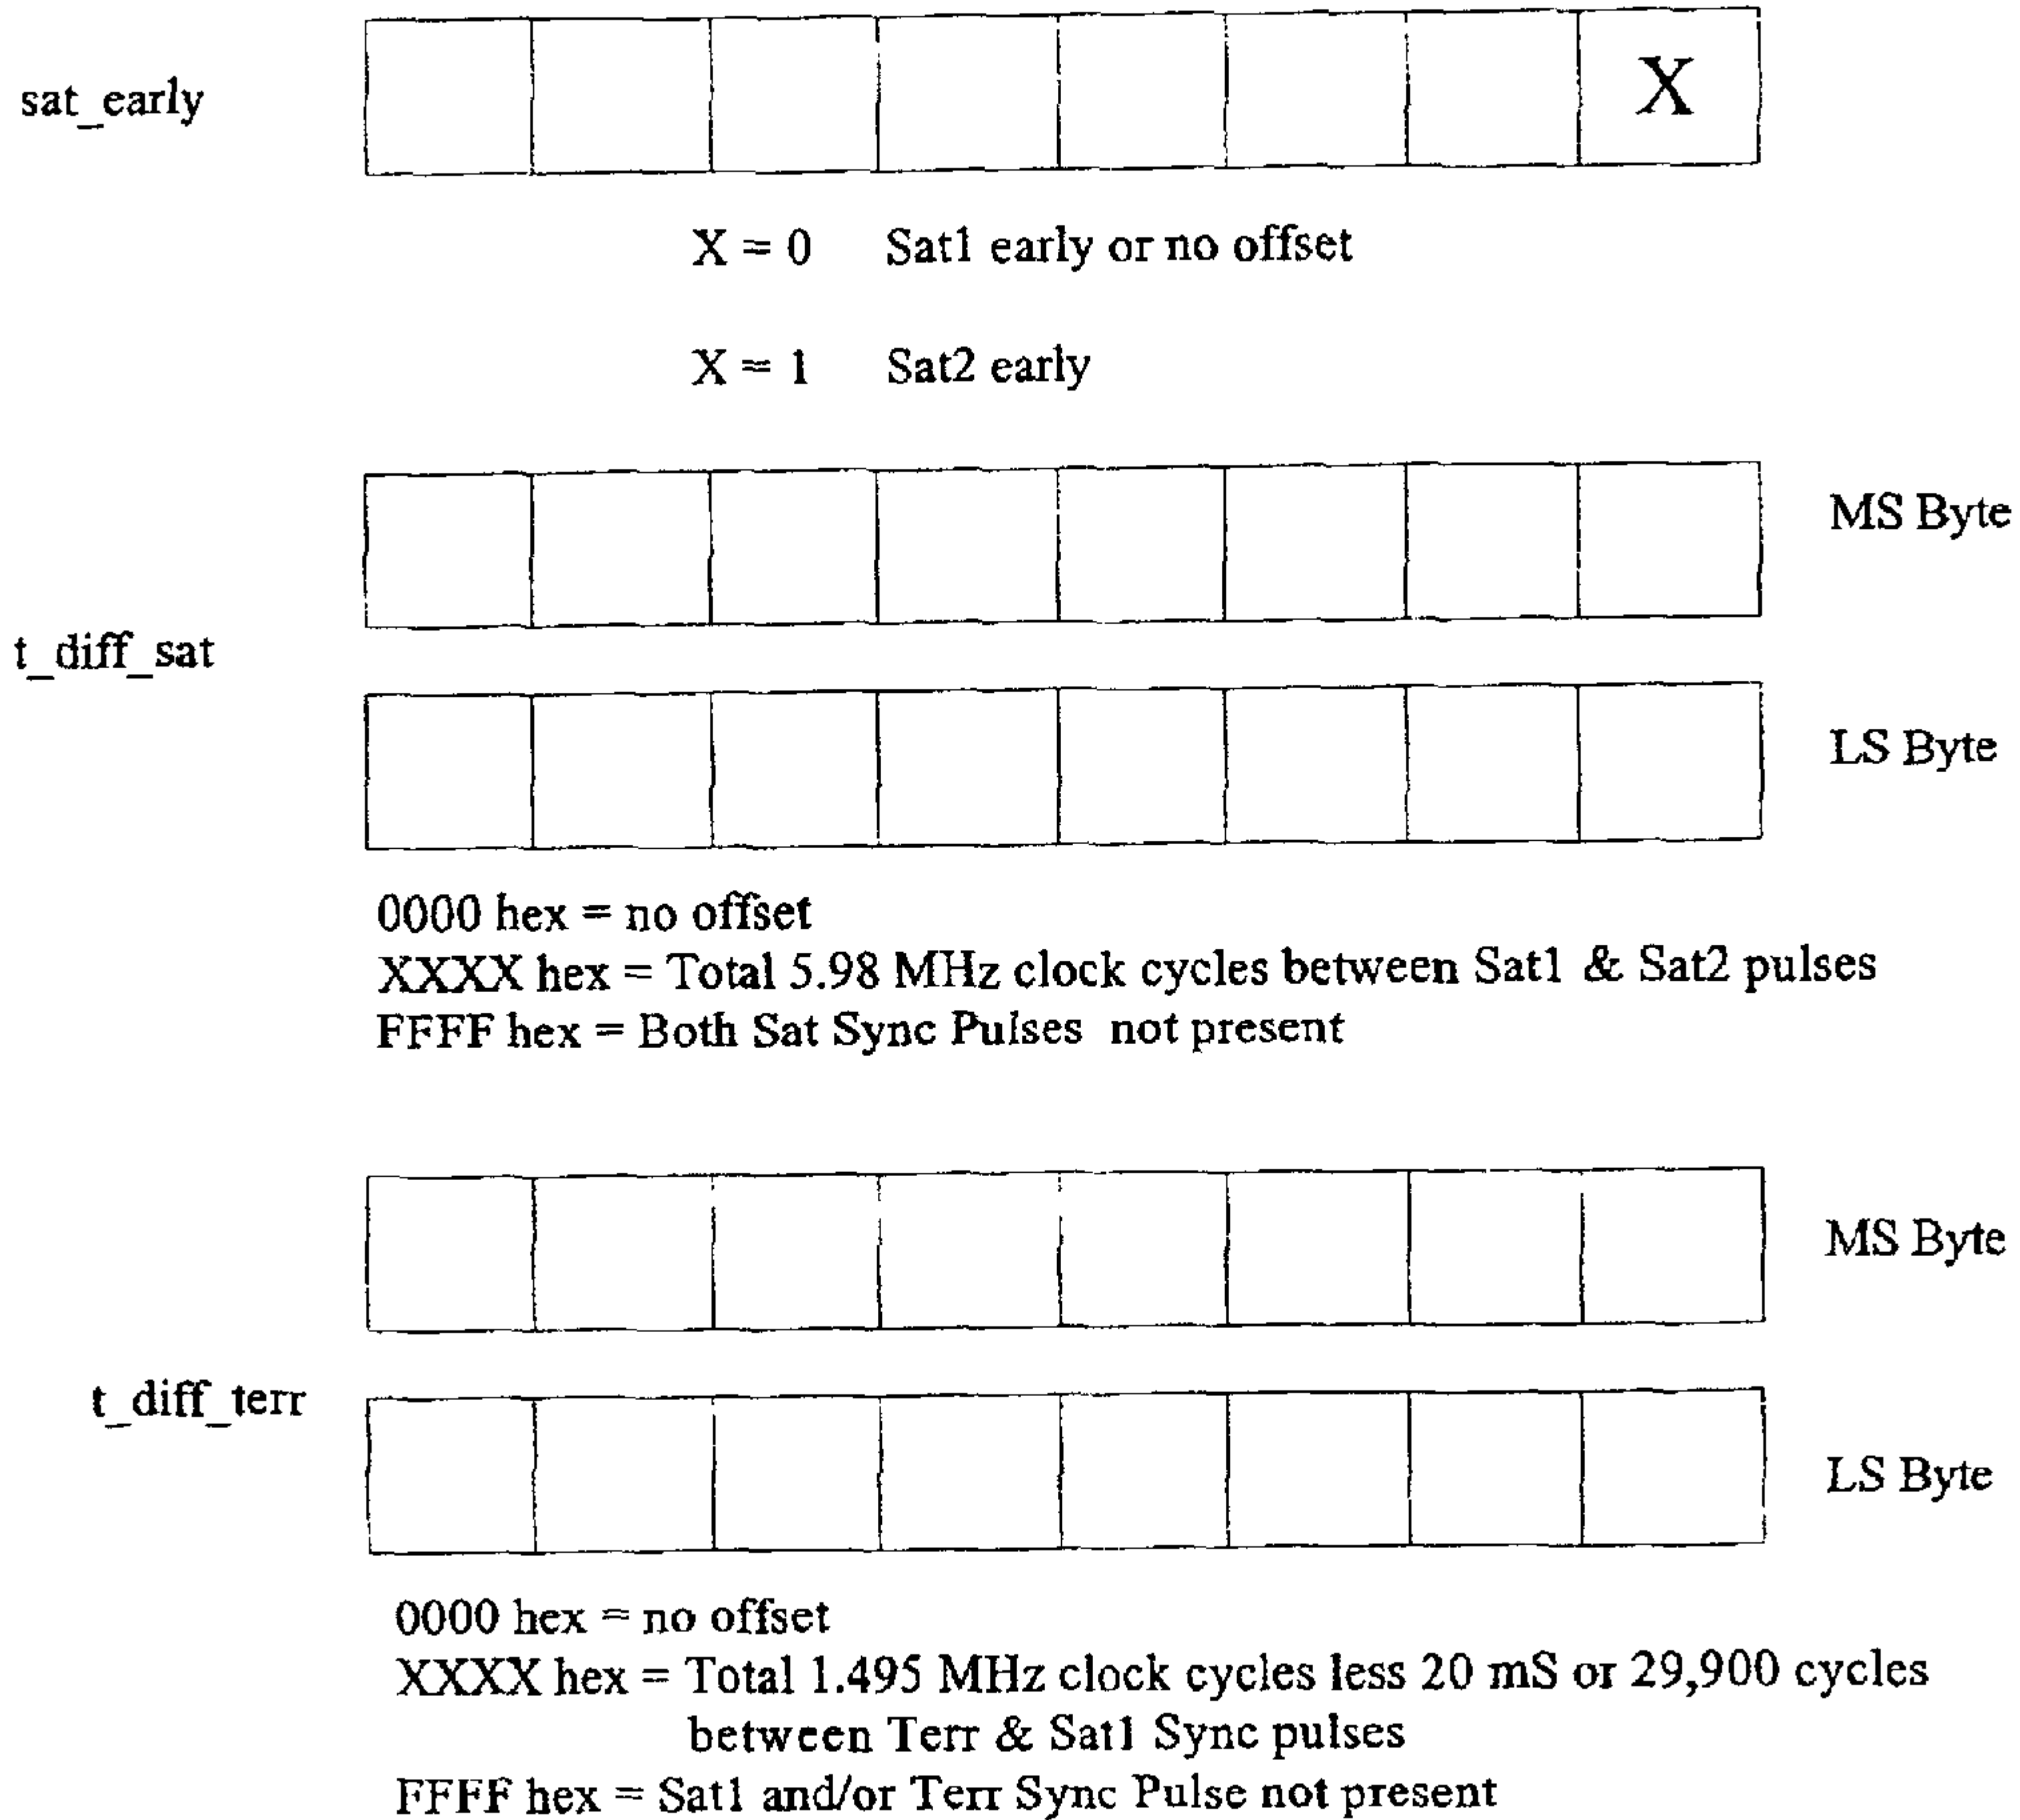 sat_early
X
X = 0 Sat1 early or no offset
X = 1 Sat2 early
MS Byte
t_diff_sat
LS Byte
0000 hex = no offset
XXXX hex = Total 5.98 MHz clock cycles between Sat1 & Sat2 pulses
FFFF hex = Both Sat Sync Pulses not present
MS Byte
t_diff_terr
LS Byte
0000 hex = no offset
XXXX hex = Total 1.495 MHz clock cycles less 20 mS or 29,900 cycles
between Terr & Sat1 Sync pulses
FFFF hex = Sat1 and/or Terr Sync Pulse not present